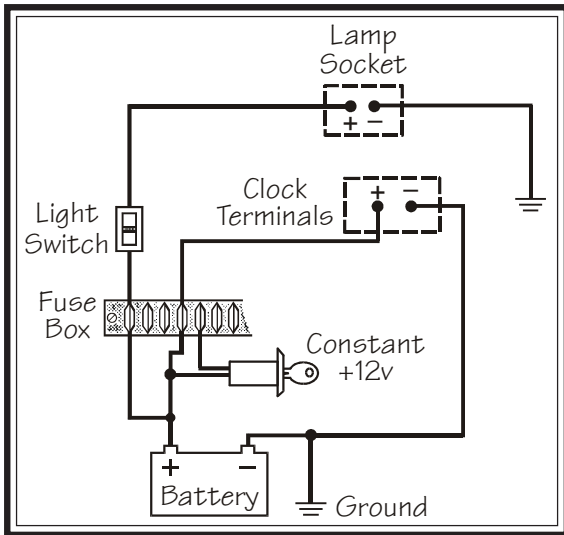 Lamp
Socket
+ −
Clock
Terminals
+ −
Light
Switch
Fuse
Box
Constant
+12v
+ −
Battery
Ground